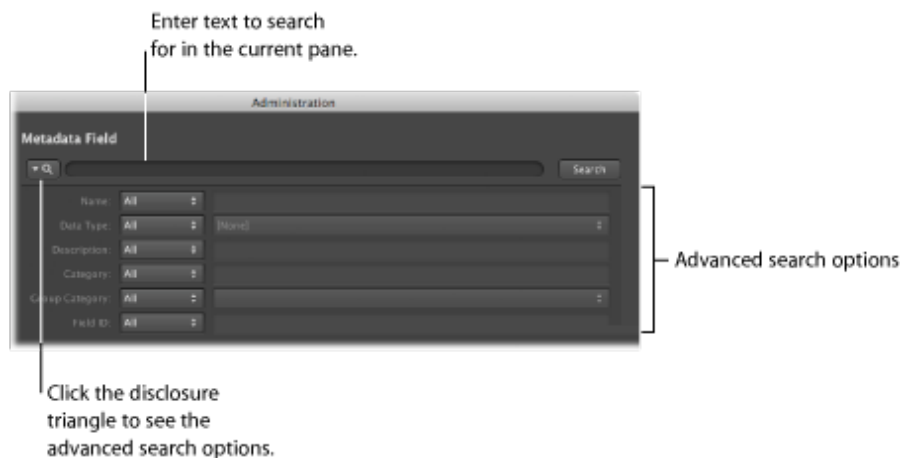 Enter text to search
for in the current pane.
Administration
Metadata Field
Search
Name: All
Data Type: All [None]
Description: All
Category: All
Group Category: All
Field ID: All
Advanced search options
Click the disclosure
triangle to see the
advanced search options.